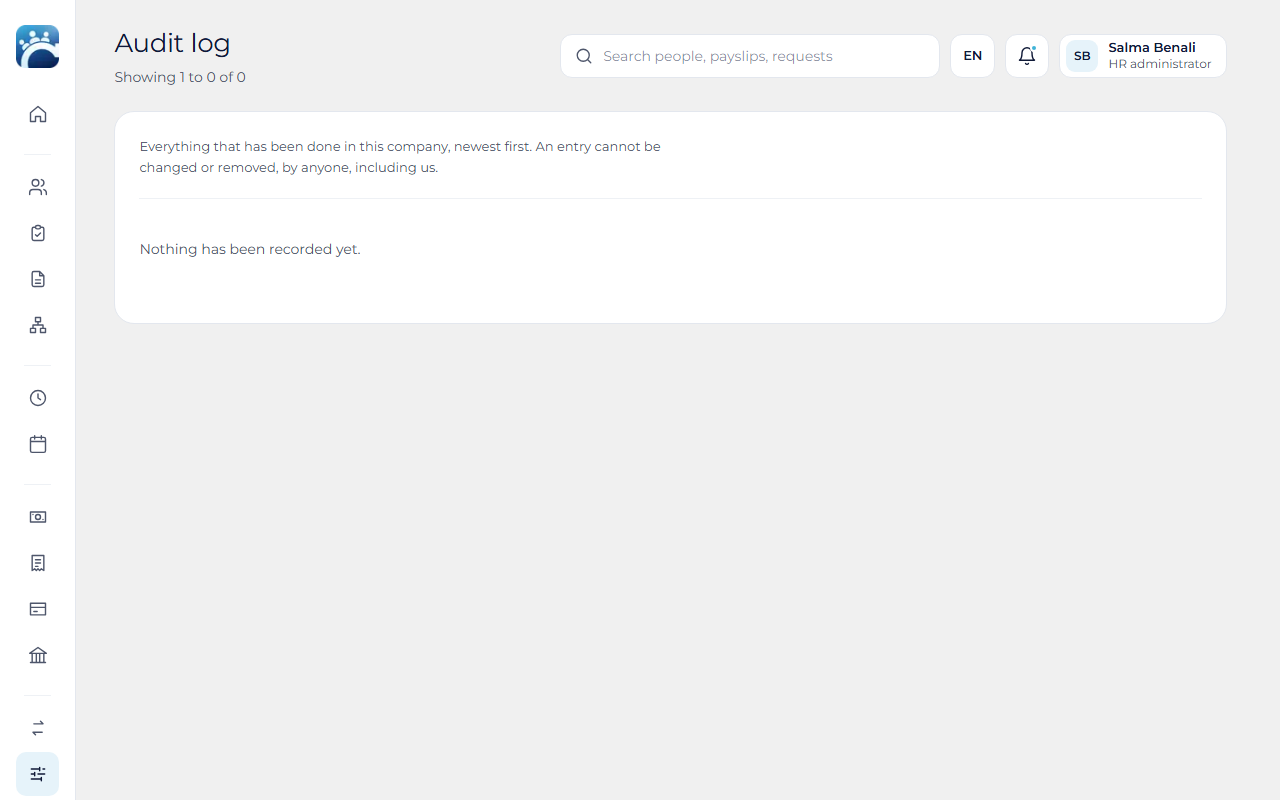 Audit log
Showing 1 to 0 of 0
Search people, payslips, requests
EN
SB
Salma Benali
HR administrator
Everything that has been done in this company, newest first. An entry cannot be
changed or removed, by anyone, including us.
Nothing has been recorded yet.